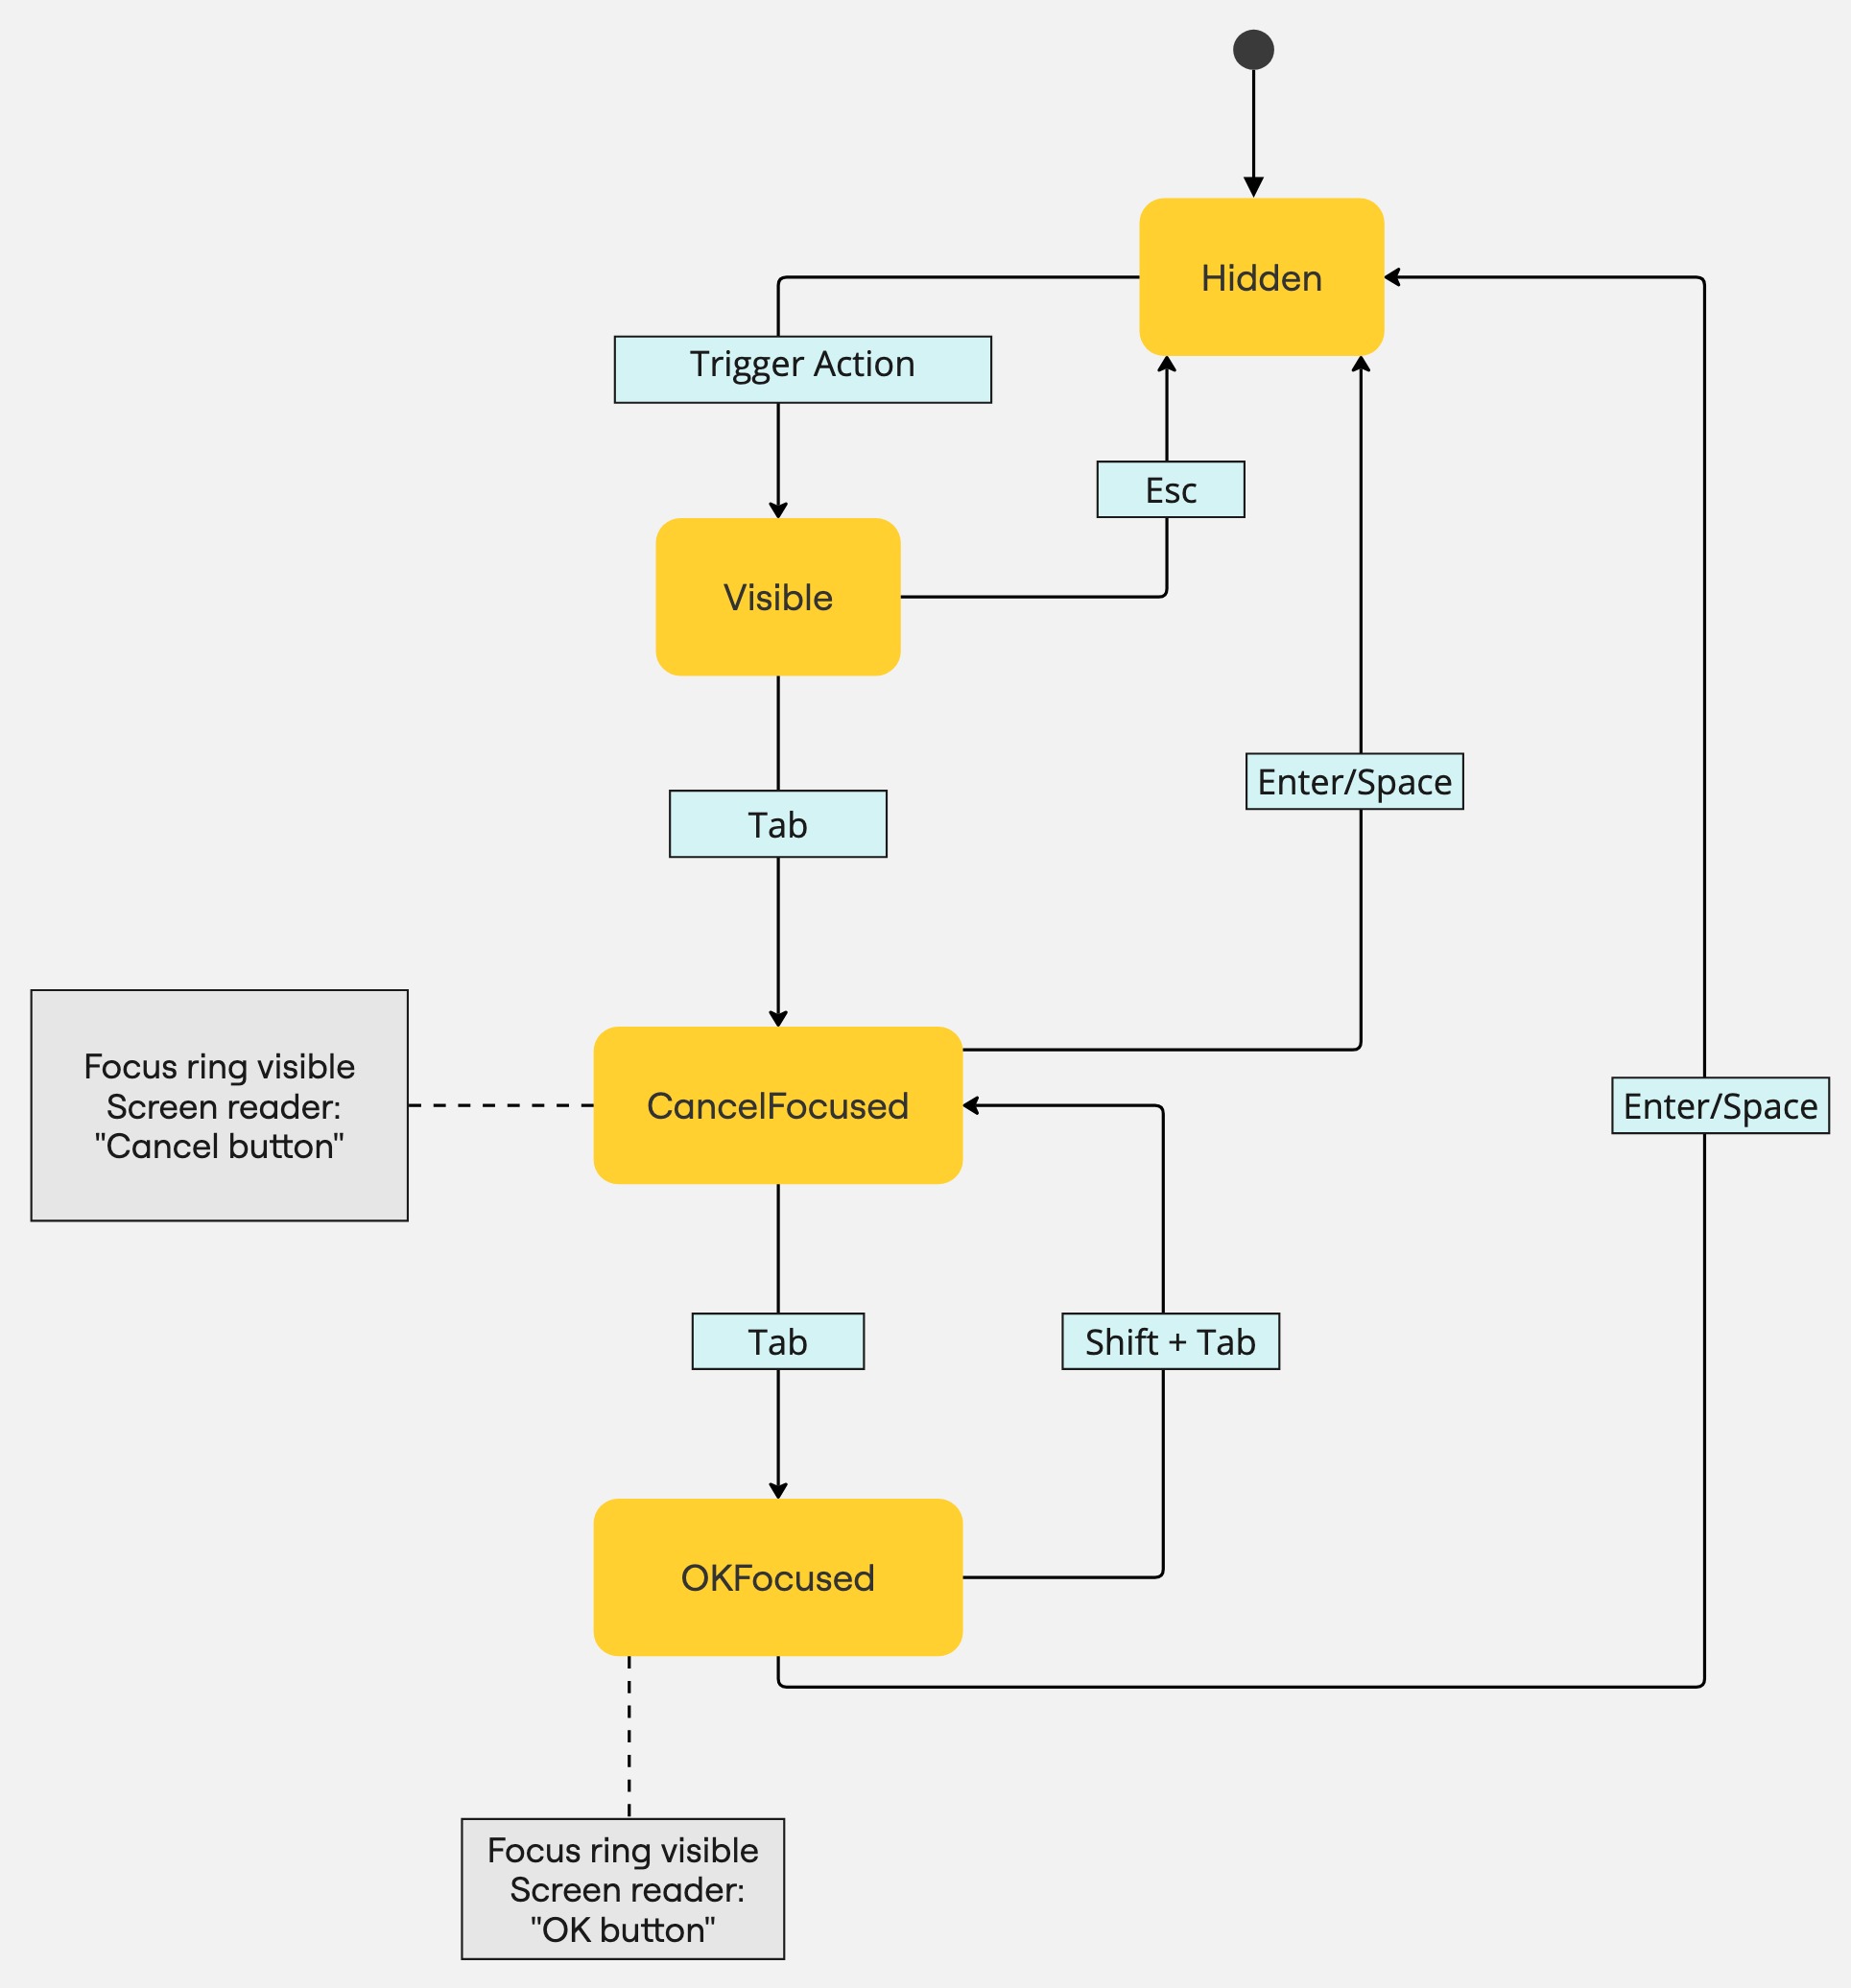 Hidden
Trigger Action
Esc
Visible
Enter/Space
Tab
Focus ring visible
Screen reader:
"Cancel button"
CancelFocused
Enter/Space
Tab
Shift + Tab
OKFocused
Focus ring visible
Screen reader:
"OK button"